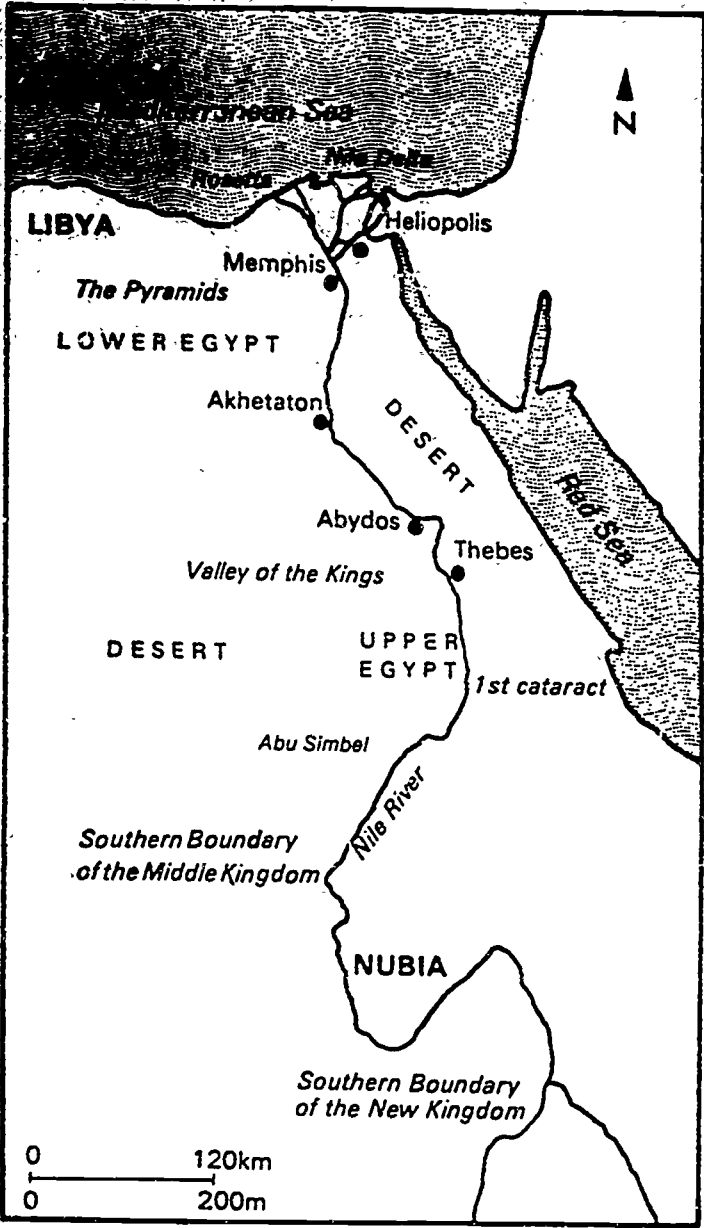 Mediterranean Sea
N
Nile Delta
Rosetta
LIBYA
Heliopolis
Memphis
The Pyramids
LOWER EGYPT
Akhetaton
DESERT
Red Sea
Abydos
Thebes
Valley of the Kings
DESERT
UPPER
EGYPT
1st cataract
Abu Simbel
Nile River
Southern Boundary
of the Middle Kingdom
NUBIA
Southern Boundary
of the New Kingdom
0 120km
0 200m